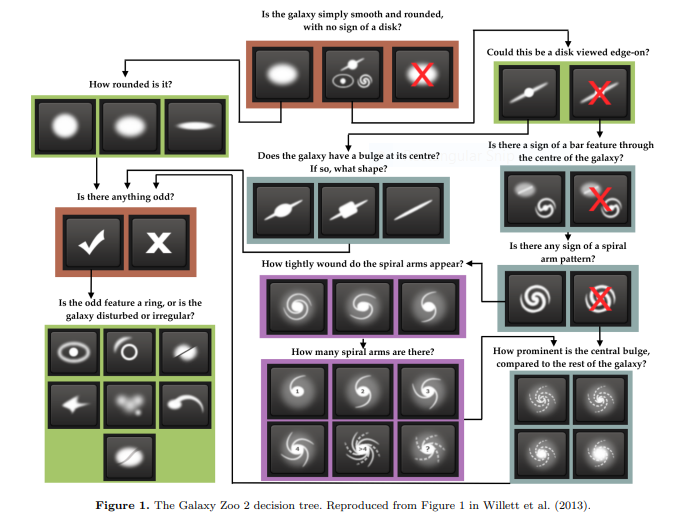 Is the galaxy simply smooth and rounded,
with no sign of a disk?
Could this be a disk viewed edge-on?
How rounded is it?
Is there a sign of a bar feature through
the centre of the galaxy?
Does the galaxy have a bulge at its centre?
If so, what shape?
Is there anything odd?
Is there any sign of a spiral
arm pattern?
How tightly wound do the spiral arms appear?
Is the odd feature a ring, or is the
galaxy disturbed or irregular?
How many spiral arms are there?
1
2
3
4
?
How prominent is the central bulge,
compared to the rest of the galaxy?
Figure 1. The Galaxy Zoo 2 decision tree. Reproduced from Figure 1 in Willett et al. (2013).